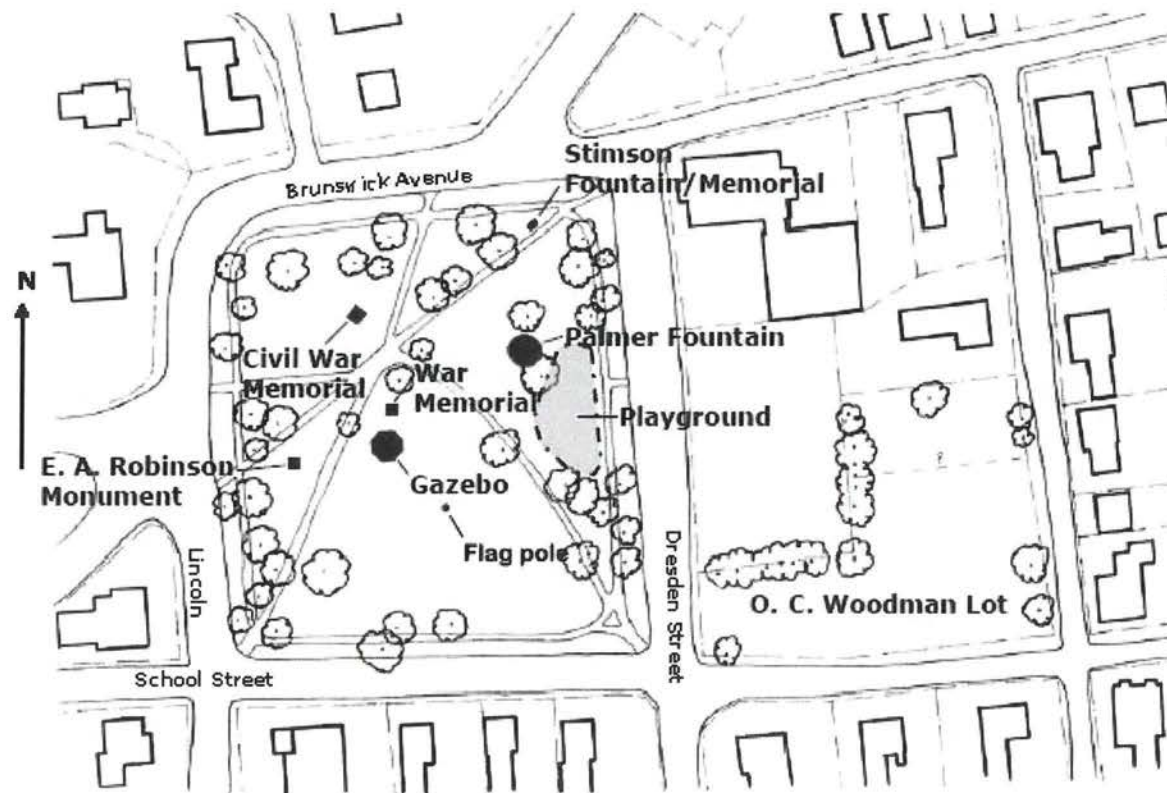 Stimson
Fountain/Memorial
Brunswick Avenue
N
Palmer Fountain
Civil War
Memorial
War
Memorial
Playground
E. A. Robinson
Monument
Gazebo
Flag pole
Lincoln
Dresden Street
O. C. Woodman Lot
School Street